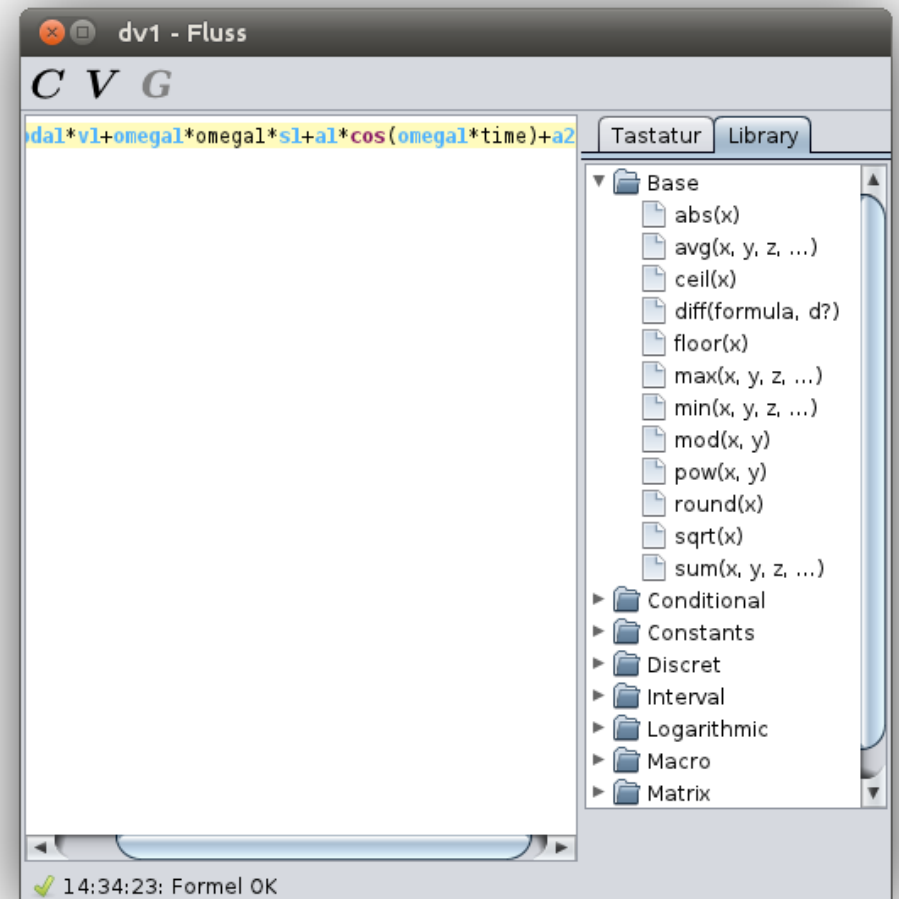 dv1 - Fluss
C V G
da1*v1+omega1*omega1*s1+a1*cos(omega1*time)+a2
Tastatur Library
Base
abs(x)
avg(x, y, z, ...)
ceil(x)
diff(formula, d?)
floor(x)
max(x, y, z, ...)
min(x, y, z, ...)
mod(x, y)
pow(x, y)
round(x)
sqrt(x)
sum(x, y, z, ...)
Conditional
Constants
Discret
Interval
Logarithmic
Macro
Matrix
14:34:23: Formel OK